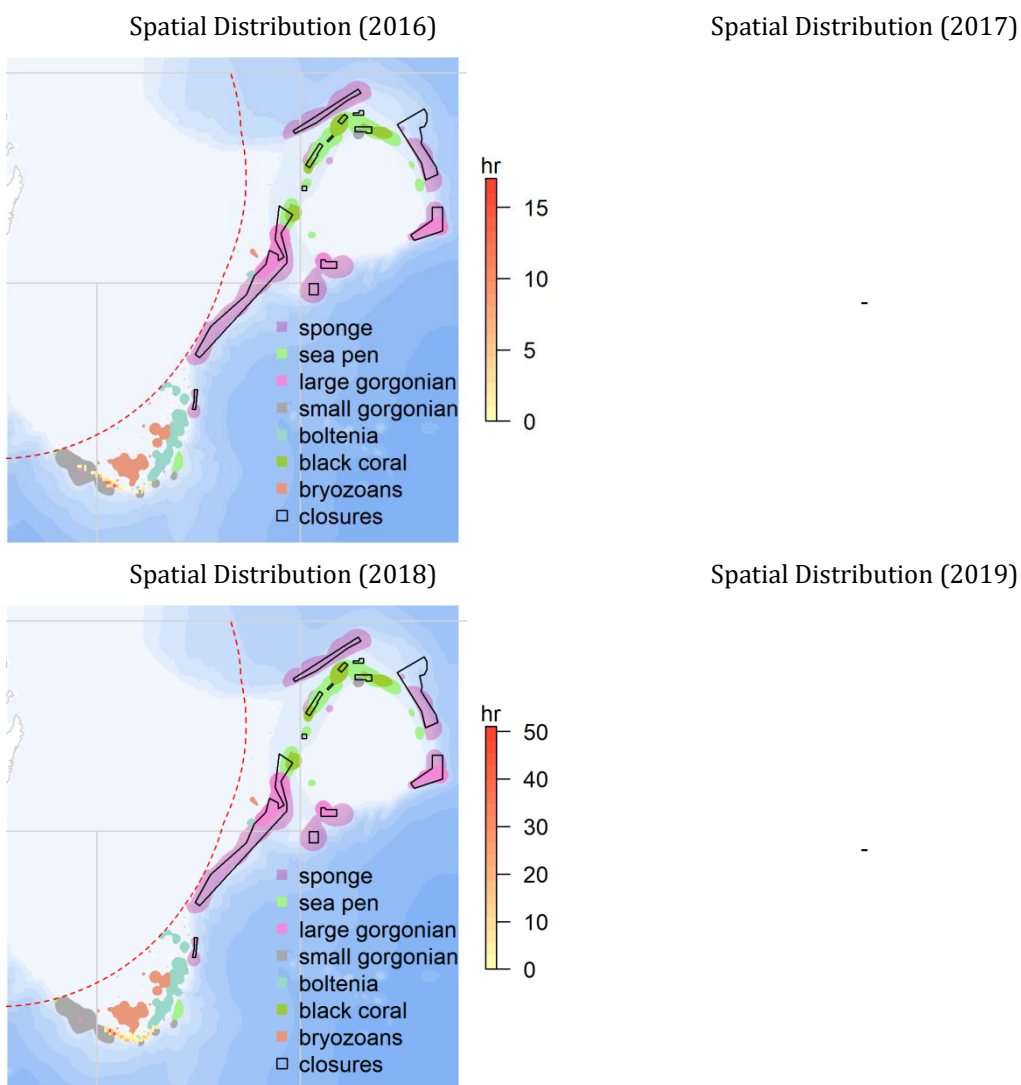 Spatial Distribution (2016)
Spatial Distribution (2017)
hr
15
10
5
0
sponge
sea pen
large gorgonian
small gorgonian
boltenia
black coral
bryozoans
closures
-
Spatial Distribution (2018)
Spatial Distribution (2019)
hr
50
40
30
20
10
0
sponge
sea pen
large gorgonian
small gorgonian
boltenia
black coral
bryozoans
closures
-